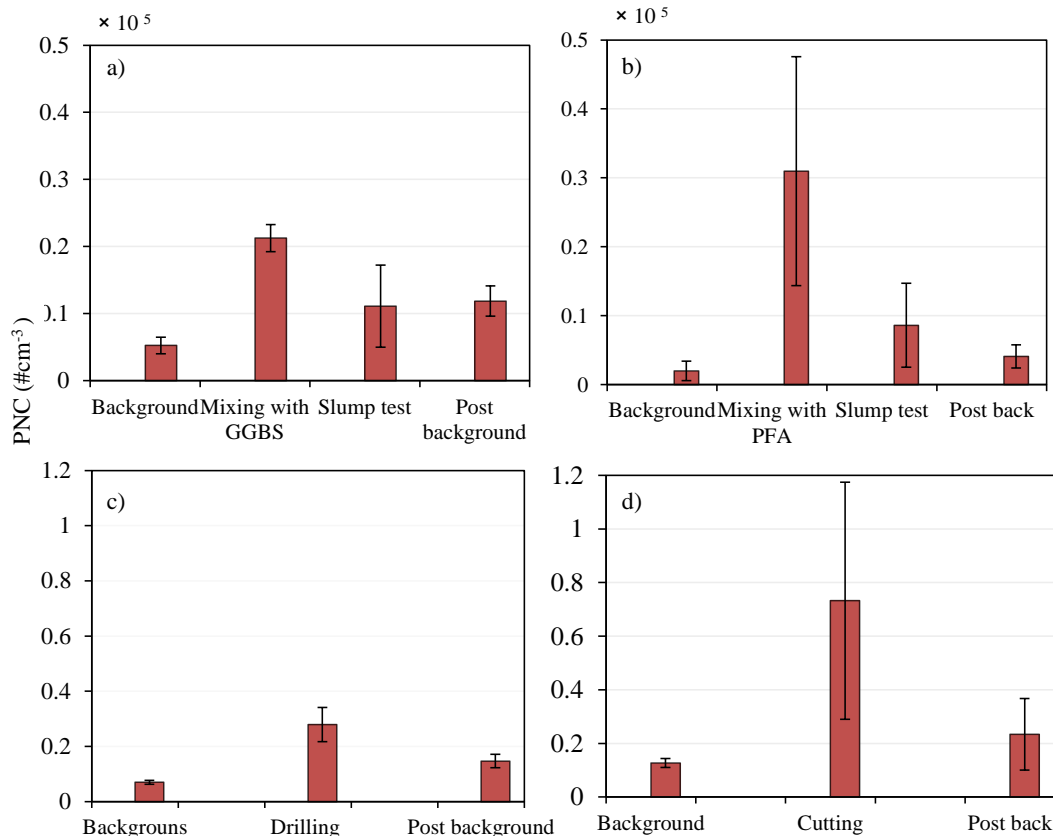 × 10 5
× 10 5
a)
0.5
0.4
0.3
0.2
0.1
0
Background
Mixing with
GGBS
Slump test
Post
background
b)
0.5
0.4
0.3
0.2
0.1
0
Background
Mixing with
PFA
Slump test
Post back
PNC (#cm-3 )
c)
1.2
1
0.8
0.6
0.4
0.2
0
Backgrouns
Drilling
Post background
d)
1.2
1
0.8
0.6
0.4
0.2
0
Background
Cutting
Post back